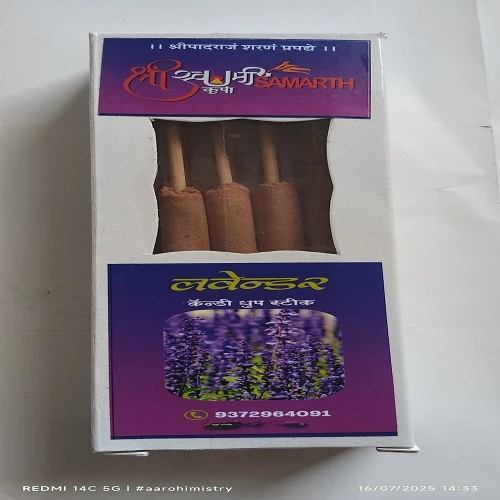 ।। श्रीपादराजं शरणं प्रपद्ये ।।
श्री स्वामी SAMARTH
कृपा
लवेन्डर
कॅन्डी धुप स्टीक
9372964091
REDMI 14C 5G | #aarohimistry
16/07/2025 14:33